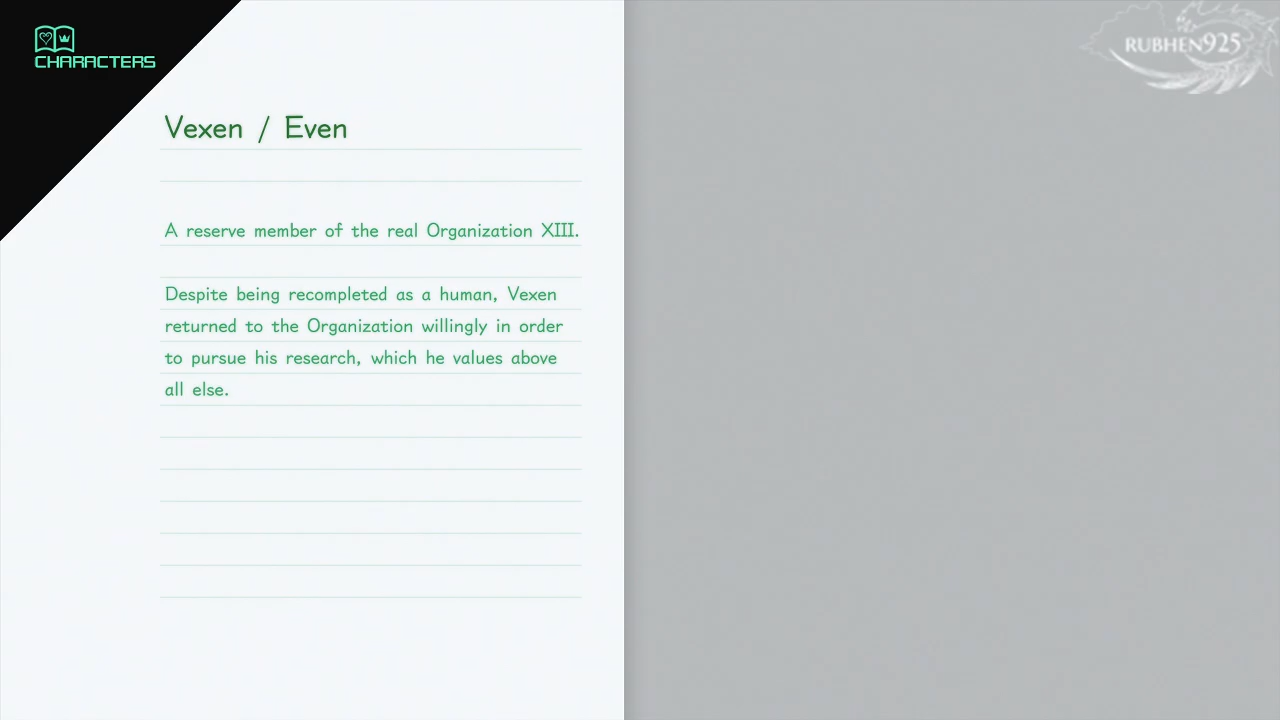 CHARACTERS
RUBHEN925
Vexen / Even
A reserve member of the real Organization XIII.
Despite being recompleted as a human, Vexen
returned to the Organization willingly in order
to pursue his research, which he values above
all else.